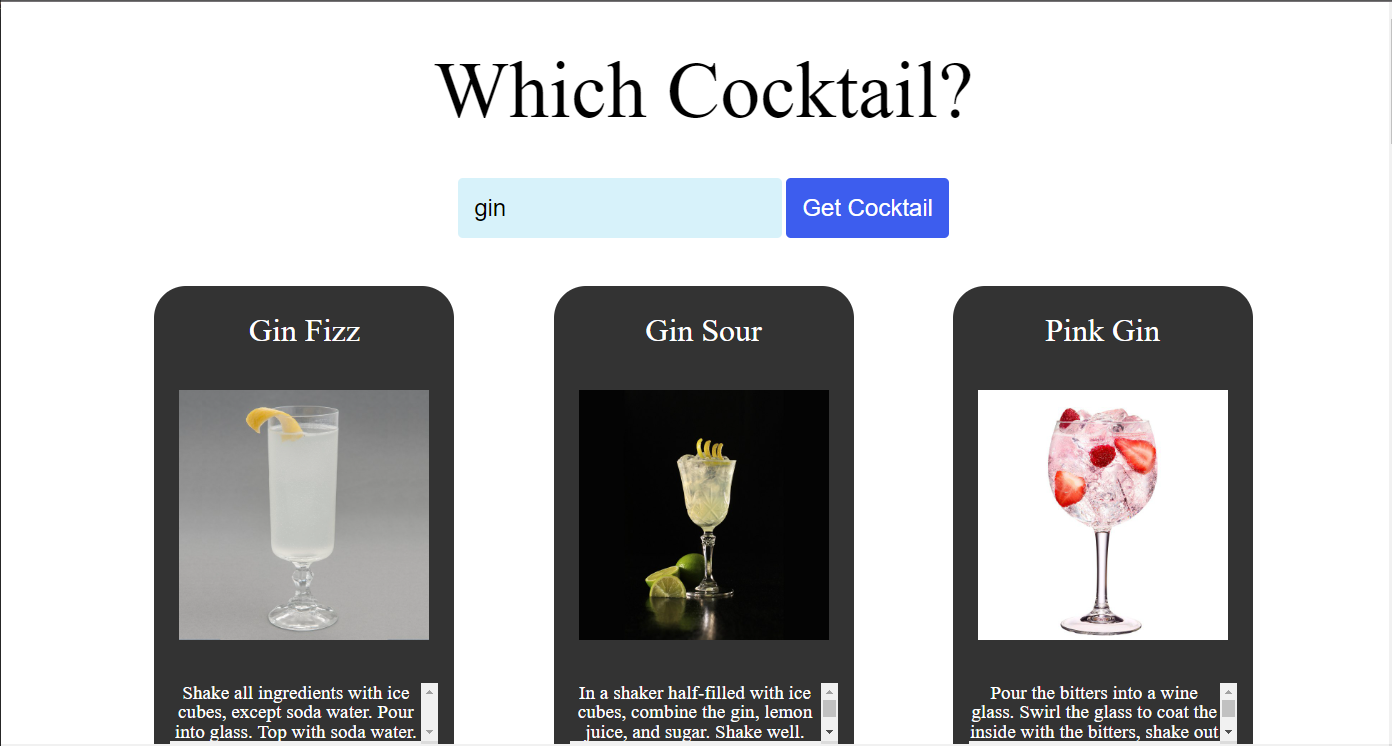 Which Cocktail?
gin
Get Cocktail
Gin Fizz
Gin Sour
Pink Gin
Shake all ingredients with ice
cubes, except soda water. Pour
into glass. Top with soda water.
In a shaker half-filled with ice
cubes, combine the gin, lemon
juice, and sugar. Shake well.
Pour the bitters into a wine
glass. Swirl the glass to coat the
inside with the bitters, shake out